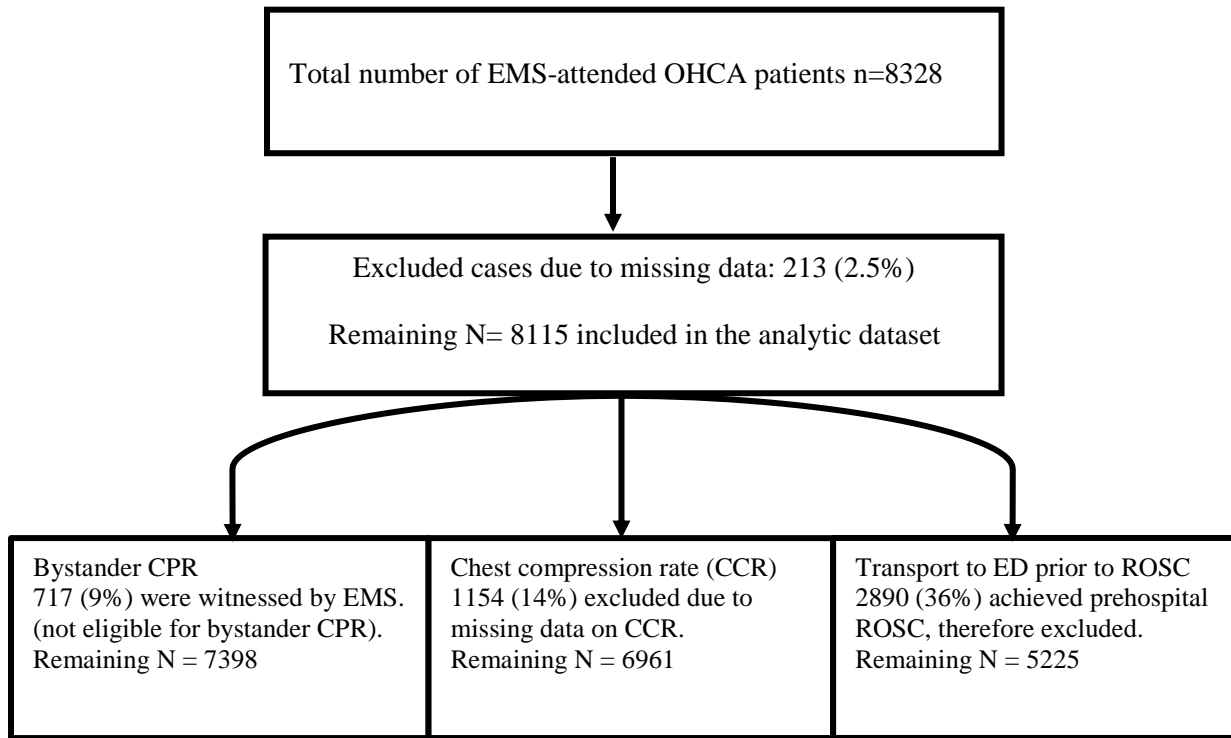 Total number of EMS-attended OHCA patients n=8328
Excluded cases due to missing data: 213 (2.5%)
Remaining N= 8115 included in the analytic dataset
Bystander CPR
717 (9%) were witnessed by EMS.
(not eligible for bystander CPR).
Remaining N = 7398
Chest compression rate (CCR)
1154 (14%) excluded due to
missing data on CCR.
Remaining N = 6961
Transport to ED prior to ROSC
2890 (36%) achieved prehospital
ROSC, therefore excluded.
Remaining N = 5225